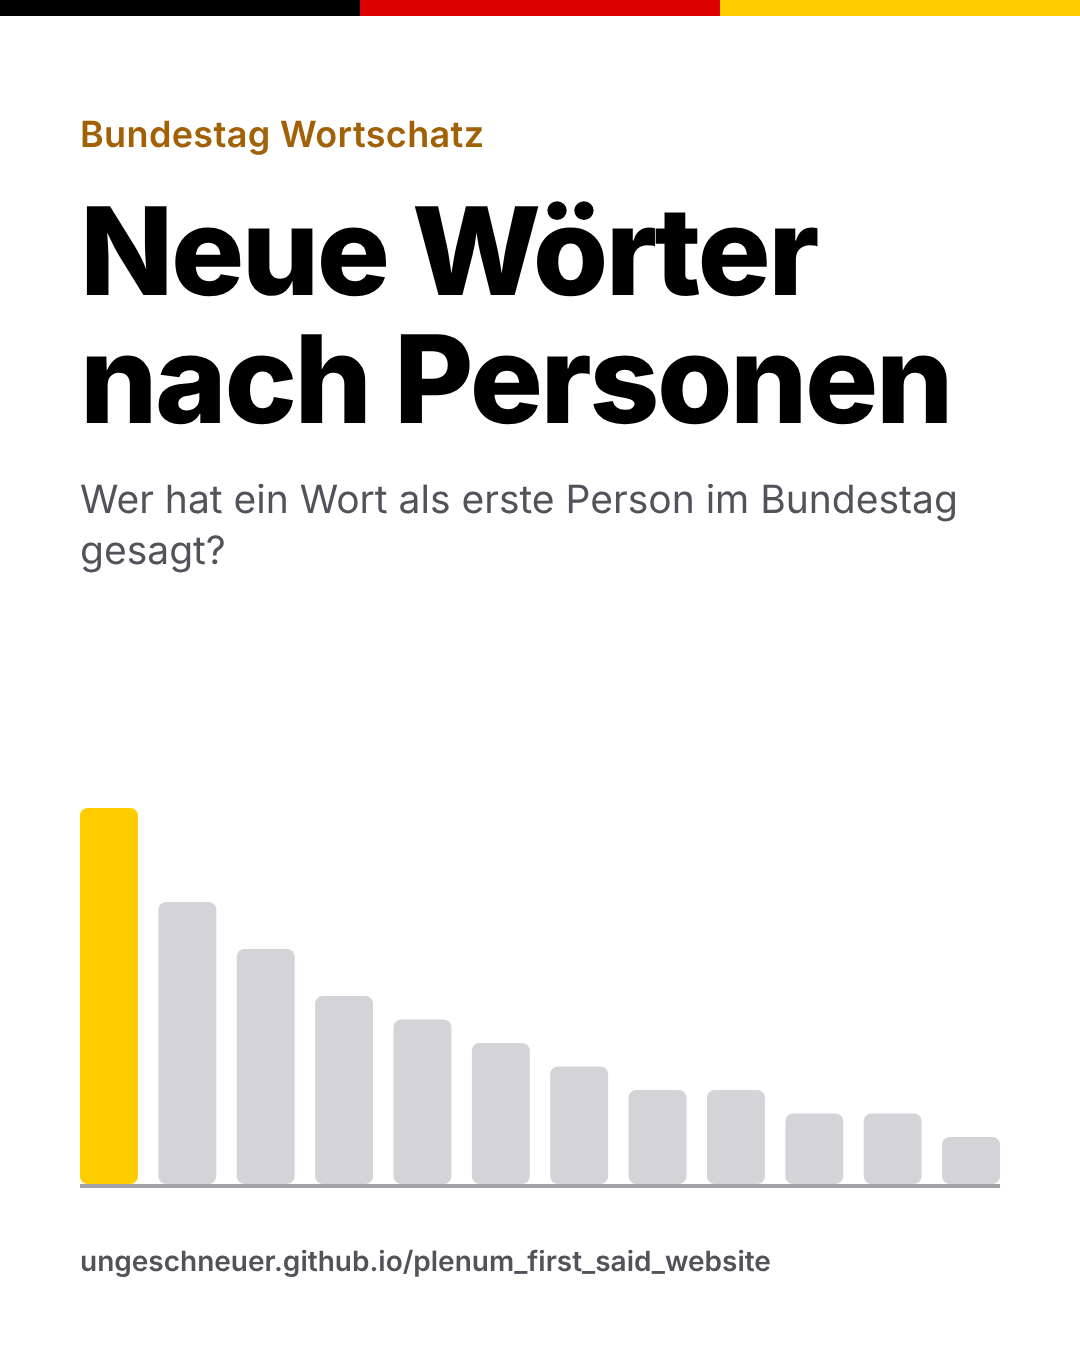 Bundestag Wortschatz
Neue Wörter
nach Personen
Wer hat ein Wort als erste Person im Bundestag
gesagt?
ungeschneuer.github.io/plenum_first_said_website